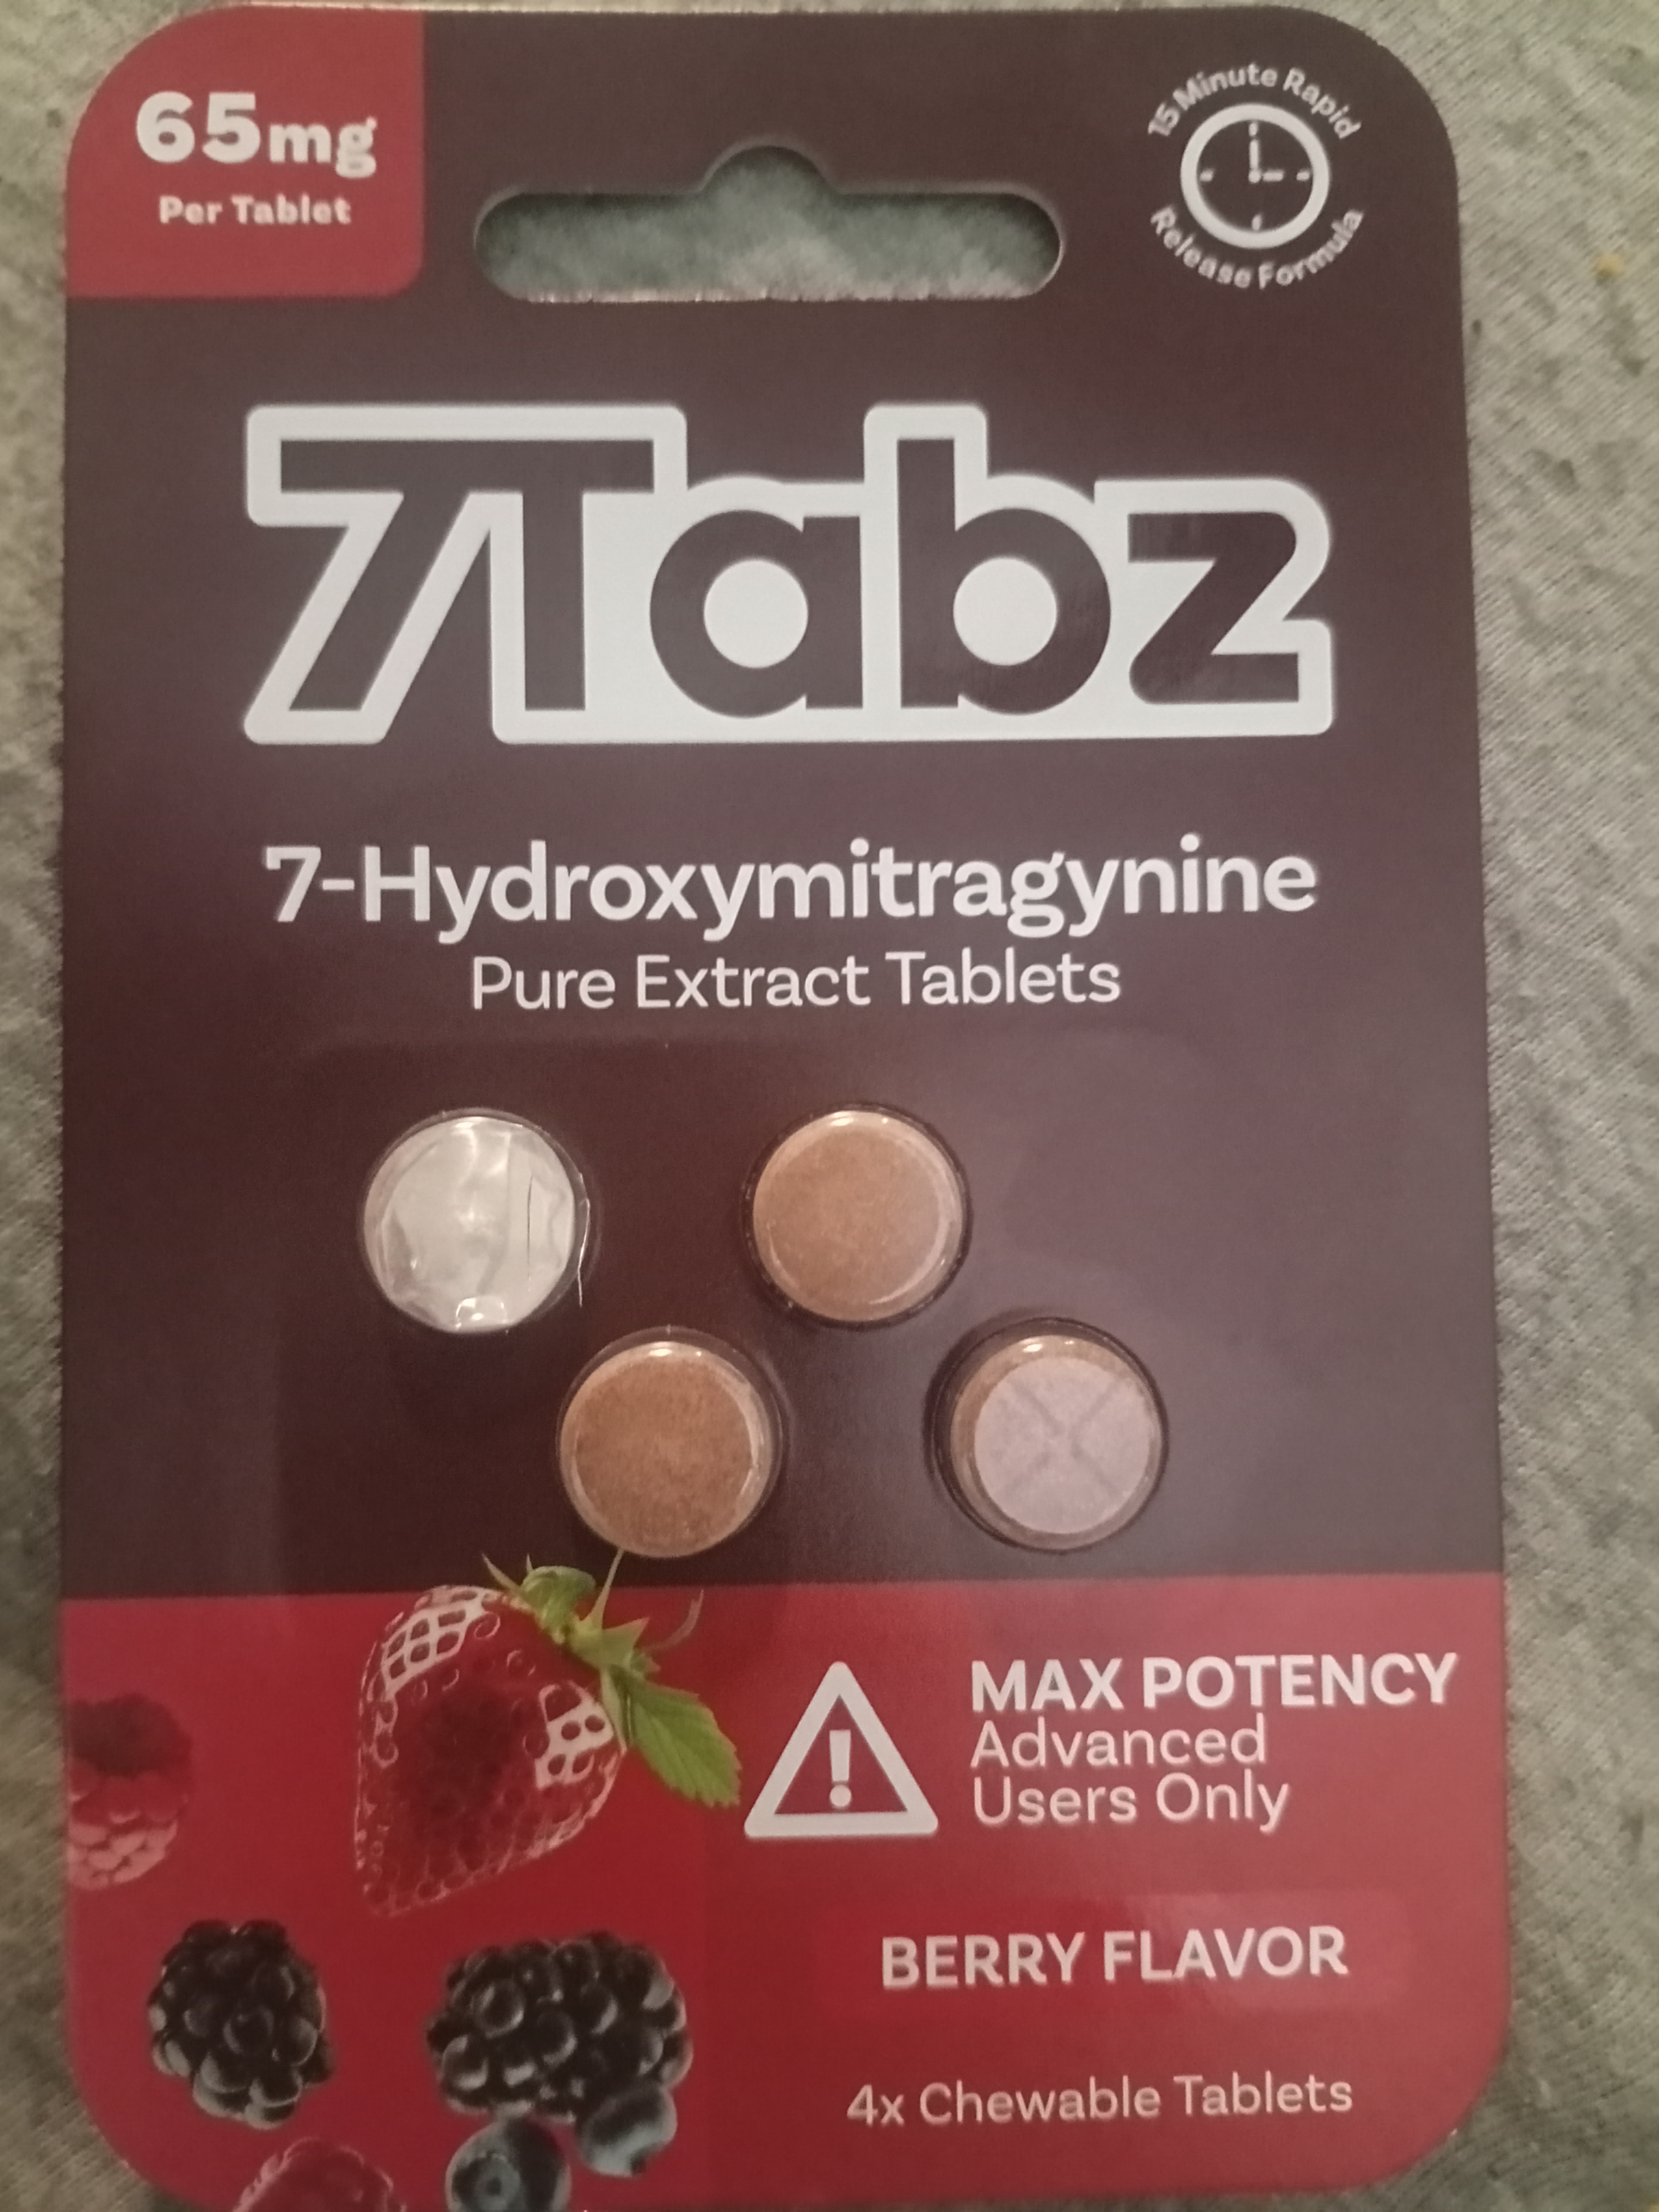 65mg
Per Tablet
15 Minute Rapid
Release Formula
7Tabz
7-Hydroxymitragynine
Pure Extract Tablets
MAX POTENCY
Advanced
Users Only
BERRY FLAVOR
4x Chewable Tablets